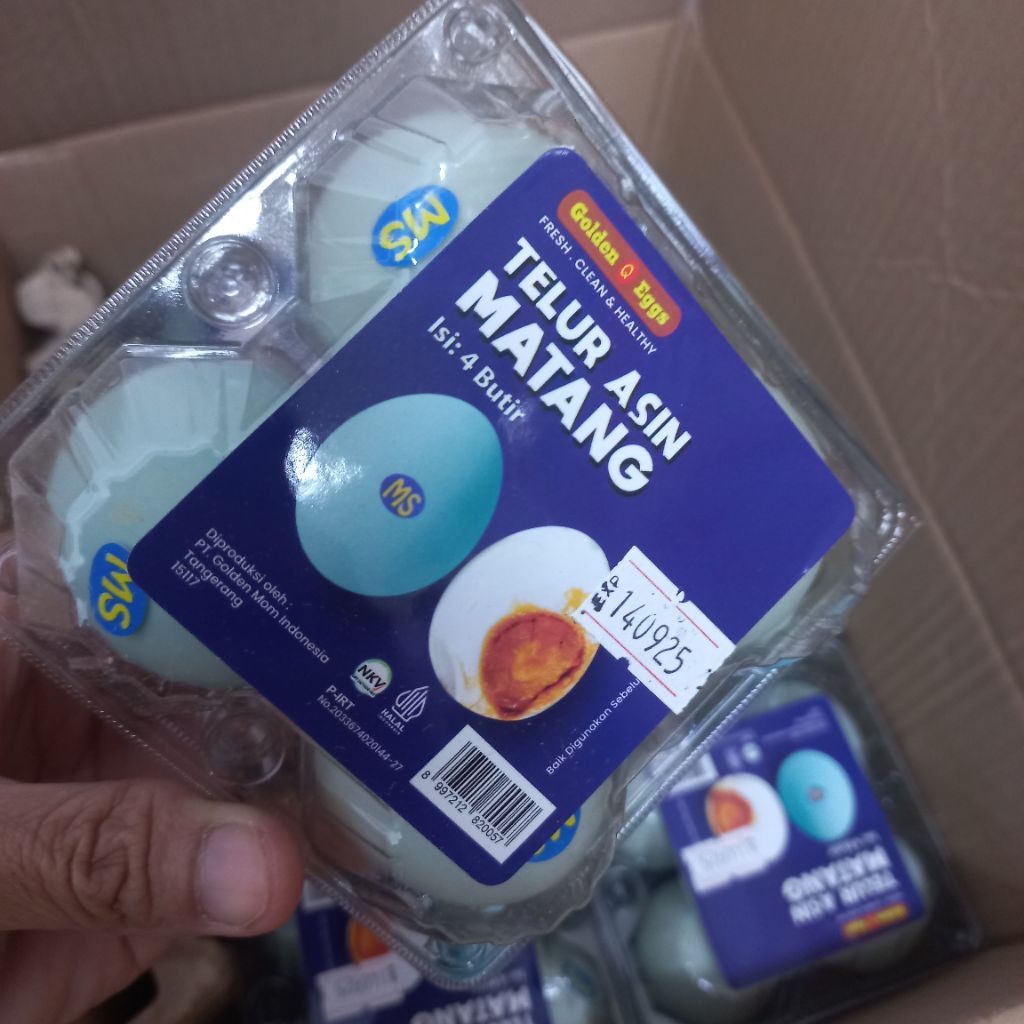 Golden Q Eggs
FRESH . CLEAN & HEALTHY
TELUR ASIN
MATANG
Isi: 4 Butir
MS
MS
MS
Diproduksi oleh :
PT. Golden Mom Indonesia
Tangerang
15117
NKV
HALAL
P-IRT
No.2033674020144-27
EXP
140925
Baik Digunakan
8 997212 820057
TELUR ASIN
MATANG
MATANG